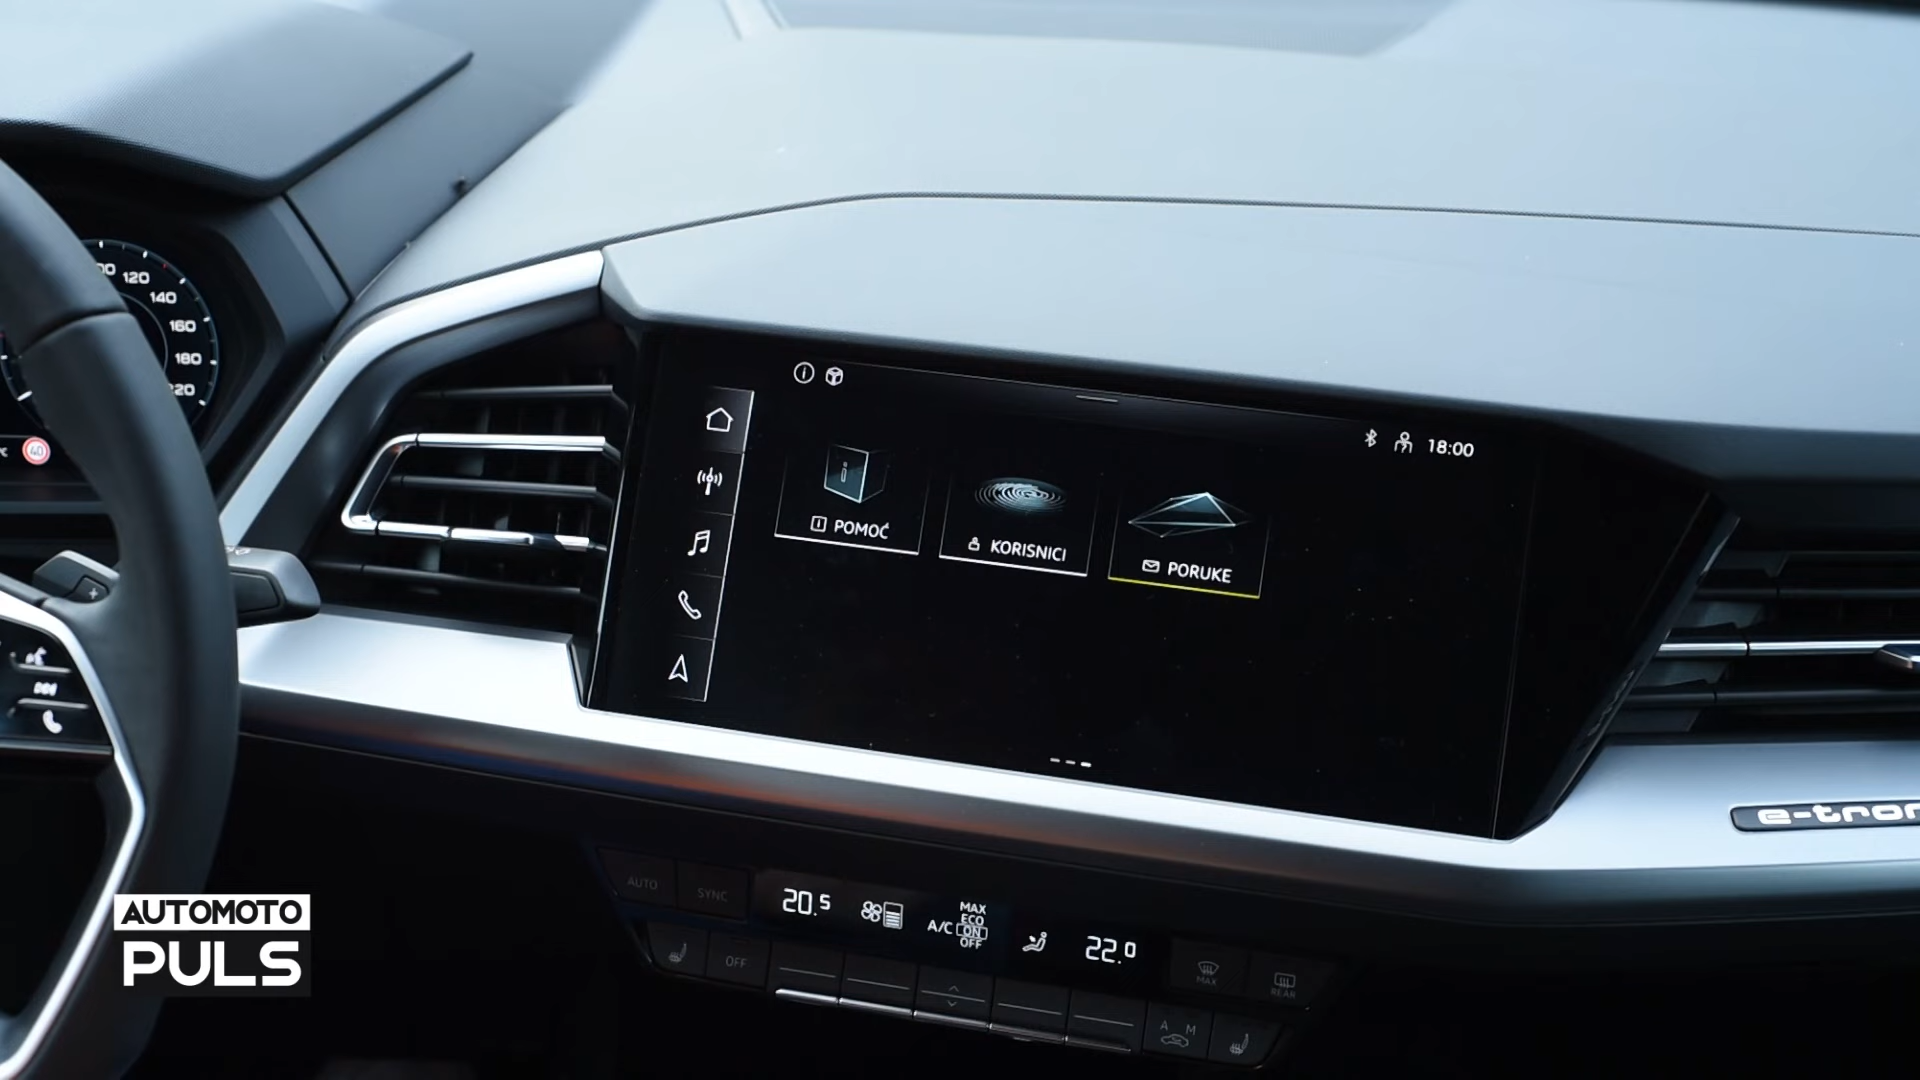 120
140
160
180
40
18:00
POMOĆ
KORISNICI
PORUKE
e-tron
AUTO
SYNC
20.5
A/C
MAX
ECO
ON
OFF
22.0
OFF
MAX
REAR
A M
AUTOMOTO
PULS